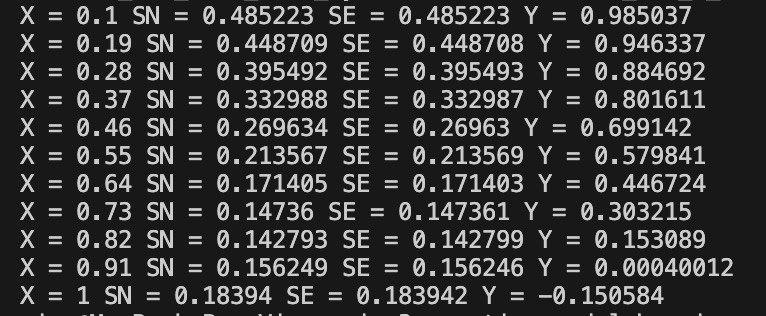 X = 0.1 SN = 0.485223 SE = 0.485223 Y = 0.985037
X = 0.19 SN = 0.448709 SE = 0.448708 Y = 0.946337
X = 0.28 SN = 0.395492 SE = 0.395493 Y = 0.884692
X = 0.37 SN = 0.332988 SE = 0.332987 Y = 0.801611
X = 0.46 SN = 0.269634 SE = 0.26963 Y = 0.699142
X = 0.55 SN = 0.213567 SE = 0.213569 Y = 0.579841
X = 0.64 SN = 0.171405 SE = 0.171403 Y = 0.446724
X = 0.73 SN = 0.14736 SE = 0.147361 Y = 0.303215
X = 0.82 SN = 0.142793 SE = 0.142799 Y = 0.153089
X = 0.91 SN = 0.156249 SE = 0.156246 Y = 0.00040012
X = 1 SN = 0.18394 SE = 0.183942 Y = -0.150584